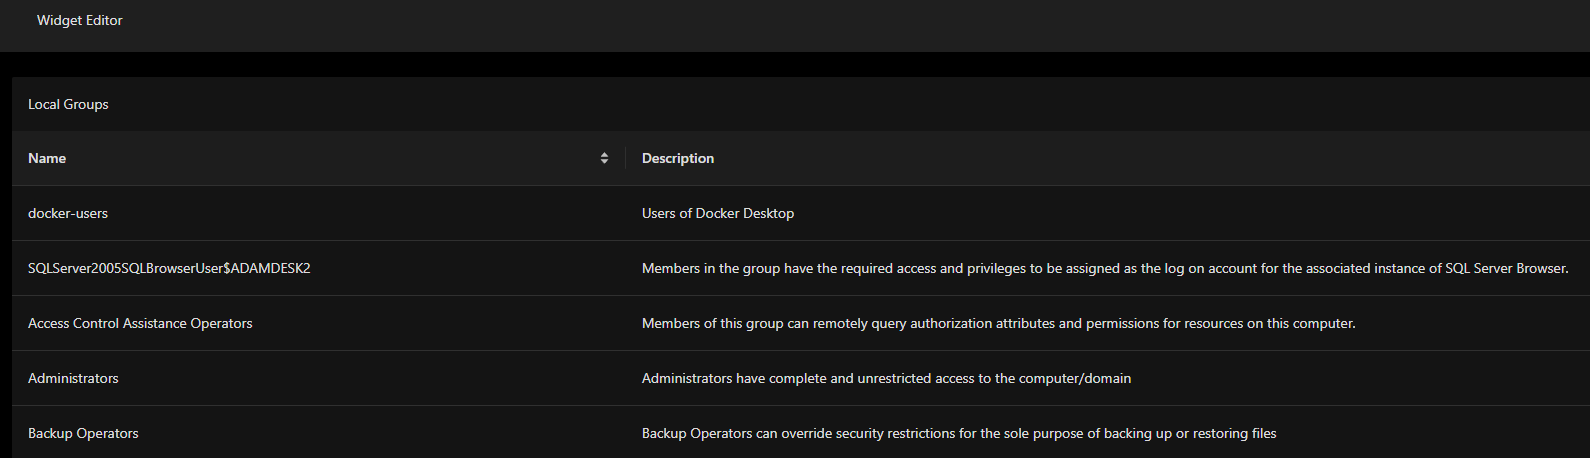 Widget Editor
Local Groups
Name Description
docker-users Users of Docker Desktop
SQLServer2005SQLBrowserUser$ADAMDESK2 Members in the group have the required access and privileges to be assigned as the log on account for the associated instance of SQL Server Browser.
Access Control Assistance Operators Members of this group can remotely query authorization attributes and permissions for resources on this computer.
Administrators Administrators have complete and unrestricted access to the computer/domain
Backup Operators Backup Operators can override security restrictions for the sole purpose of backing up or restoring files